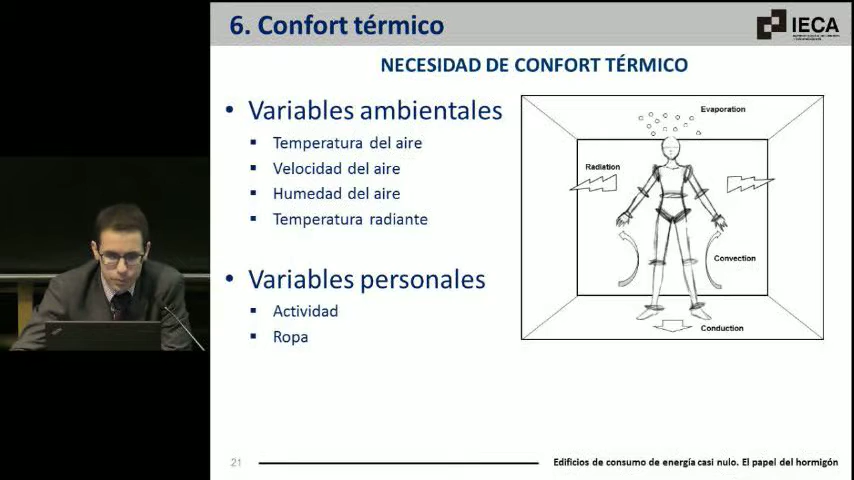 6. Confort térmico
IECA
NECESIDAD DE CONFORT TÉRMICO
• Variables ambientales
▪ Temperatura del aire
▪ Velocidad del aire
▪ Humedad del aire
▪ Temperatura radiante
• Variables personales
▪ Actividad
▪ Ropa
Evaporation
Radiation
Convection
Conduction
21
Edificios de consumo de energía casi nulo. El papel del hormigón